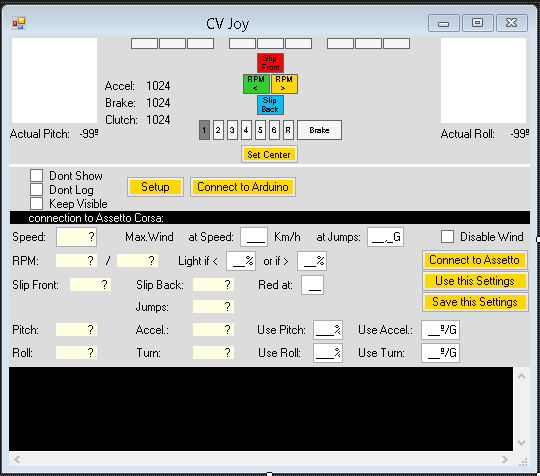 CV Joy
Slip Front
RPM < RPM >
Slip Back
Accel: 1024
Brake: 1024
Clutch: 1024
1 2 3 4 5 6 R Brake
Actual Pitch: -99º Actual Roll: -99º
Set Center
Dont Show
Dont Log
Keep Visible
Setup Connect to Arduino
connection to Assetto Corsa:
Speed: ? Max.Wind at Speed: ___ Km/h at Jumps: __._G Disable Wind
RPM: ? / ? Light if < __% or if > __% Connect to Assetto
Slip Front: ? Slip Back: ? Red at: __ Use this Settings
Jumps: ? Save this Settings
Pitch: ? Accel.: ? Use Pitch: ___% Use Accel.: __º/G
Roll: ? Turn: ? Use Roll: ___% Use Turn: __º/G